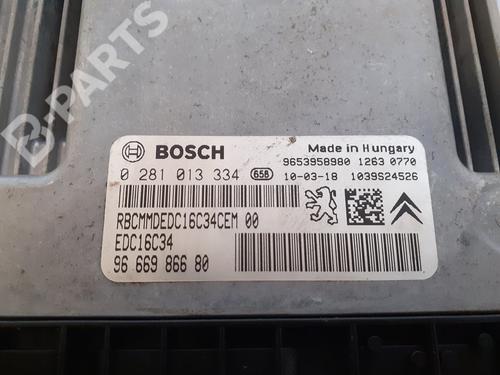 B-PARTS
BOSCH
Made in Hungary
9653958980 1263 0770
0 281 013 334 658 10-03-18 1039S24526
RBCMMDEDC16C34CEM 00
EDC16C34
96 669 866 80